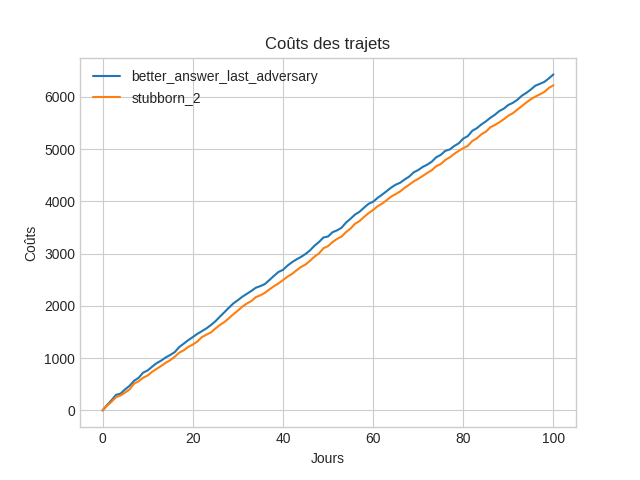 Coûts des trajets
better_answer_last_adversary
stubborn_2
6000
5000
4000
3000
2000
1000
0
Coûts
0 20 40 60 80 100
Jours